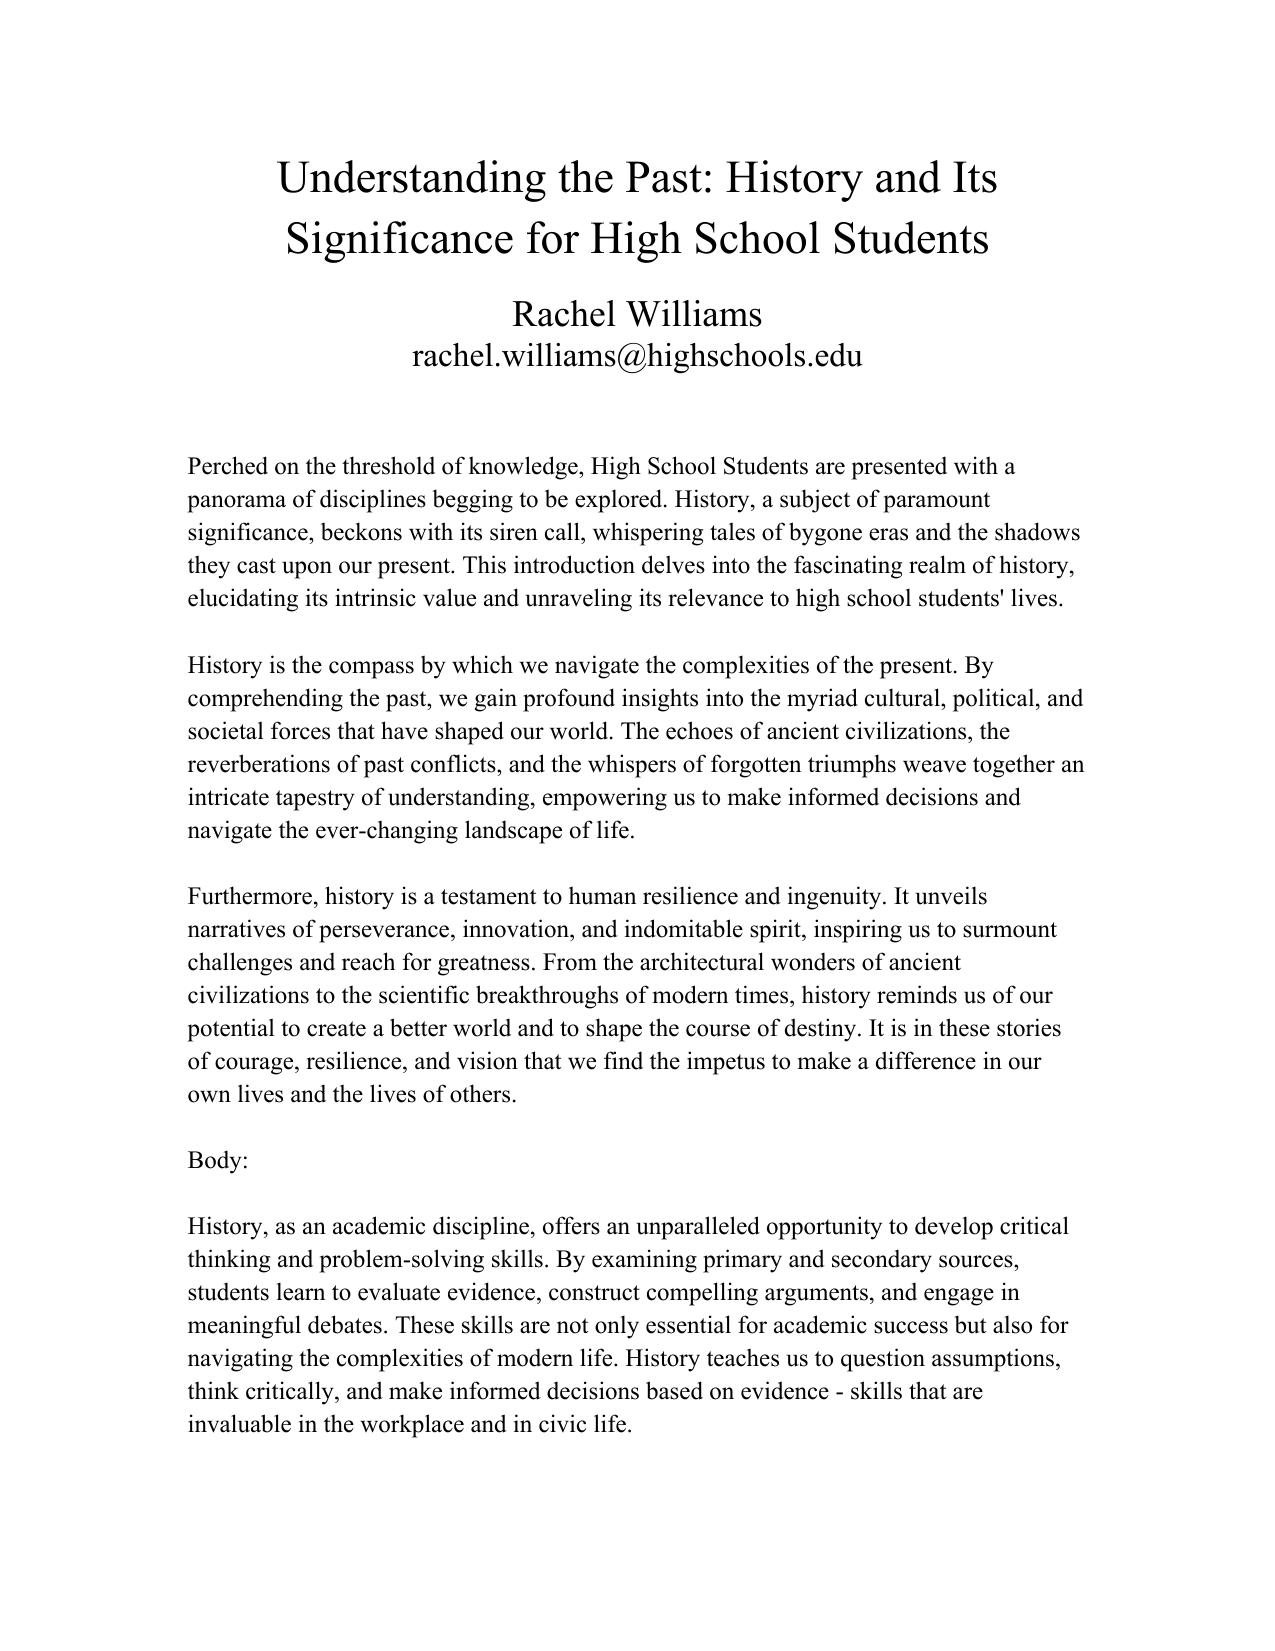 Understanding the Past: History and Its
Significance for High School Students
Rachel Williams
rachel.williams@highschools.edu
Perched on the threshold of knowledge, High School Students are presented with a
panorama of disciplines begging to be explored. History, a subject of paramount
significance, beckons with its siren call, whispering tales of bygone eras and the shadows
they cast upon our present. This introduction delves into the fascinating realm of history,
elucidating its intrinsic value and unraveling its relevance to high school students' lives.
History is the compass by which we navigate the complexities of the present. By
comprehending the past, we gain profound insights into the myriad cultural, political, and
societal forces that have shaped our world. The echoes of ancient civilizations, the
reverberations of past conflicts, and the whispers of forgotten triumphs weave together an
intricate tapestry of understanding, empowering us to make informed decisions and
navigate the ever-changing landscape of life.
Furthermore, history is a testament to human resilience and ingenuity. It unveils
narratives of perseverance, innovation, and indomitable spirit, inspiring us to surmount
challenges and reach for greatness. From the architectural wonders of ancient
civilizations to the scientific breakthroughs of modern times, history reminds us of our
potential to create a better world and to shape the course of destiny. It is in these stories
of courage, resilience, and vision that we find the impetus to make a difference in our
own lives and the lives of others.
Body:
History, as an academic discipline, offers an unparalleled opportunity to develop critical
thinking and problem-solving skills. By examining primary and secondary sources,
students learn to evaluate evidence, construct compelling arguments, and engage in
meaningful debates. These skills are not only essential for academic success but also for
navigating the complexities of modern life. History teaches us to question assumptions,
think critically, and make informed decisions based on evidence - skills that are
invaluable in the workplace and in civic life.